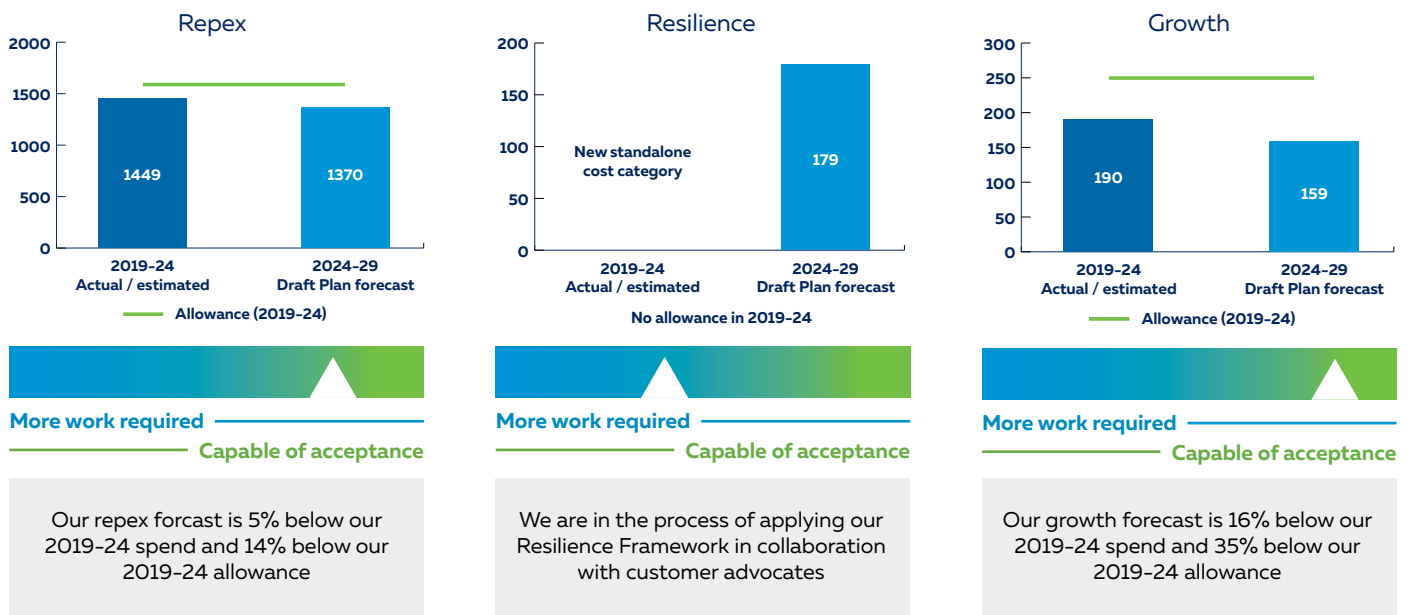 Repex
2000
1500
1000
500
0
1449
1370
2019-24
Actual / estimated
2024-29
Draft Plan forecast
Allowance (2019-24)
More work required
Capable of acceptance
Our repex forcast is 5% below our
2019-24 spend and 14% below our
2019-24 allowance
Resilience
200
150
100
50
0
New standalone
cost category
179
2019-24
Actual / estimated
2024-29
Draft Plan forecast
No allowance in 2019-24
More work required
Capable of acceptance
We are in the process of applying our
Resilience Framework in collaboration
with customer advocates
Growth
300
250
200
150
100
50
0
190
159
2019-24
Actual / estimated
2024-29
Draft Plan forecast
Allowance (2019-24)
More work required
Capable of acceptance
Our growth forecast is 16% below our
2019-24 spend and 35% below our
2019-24 allowance